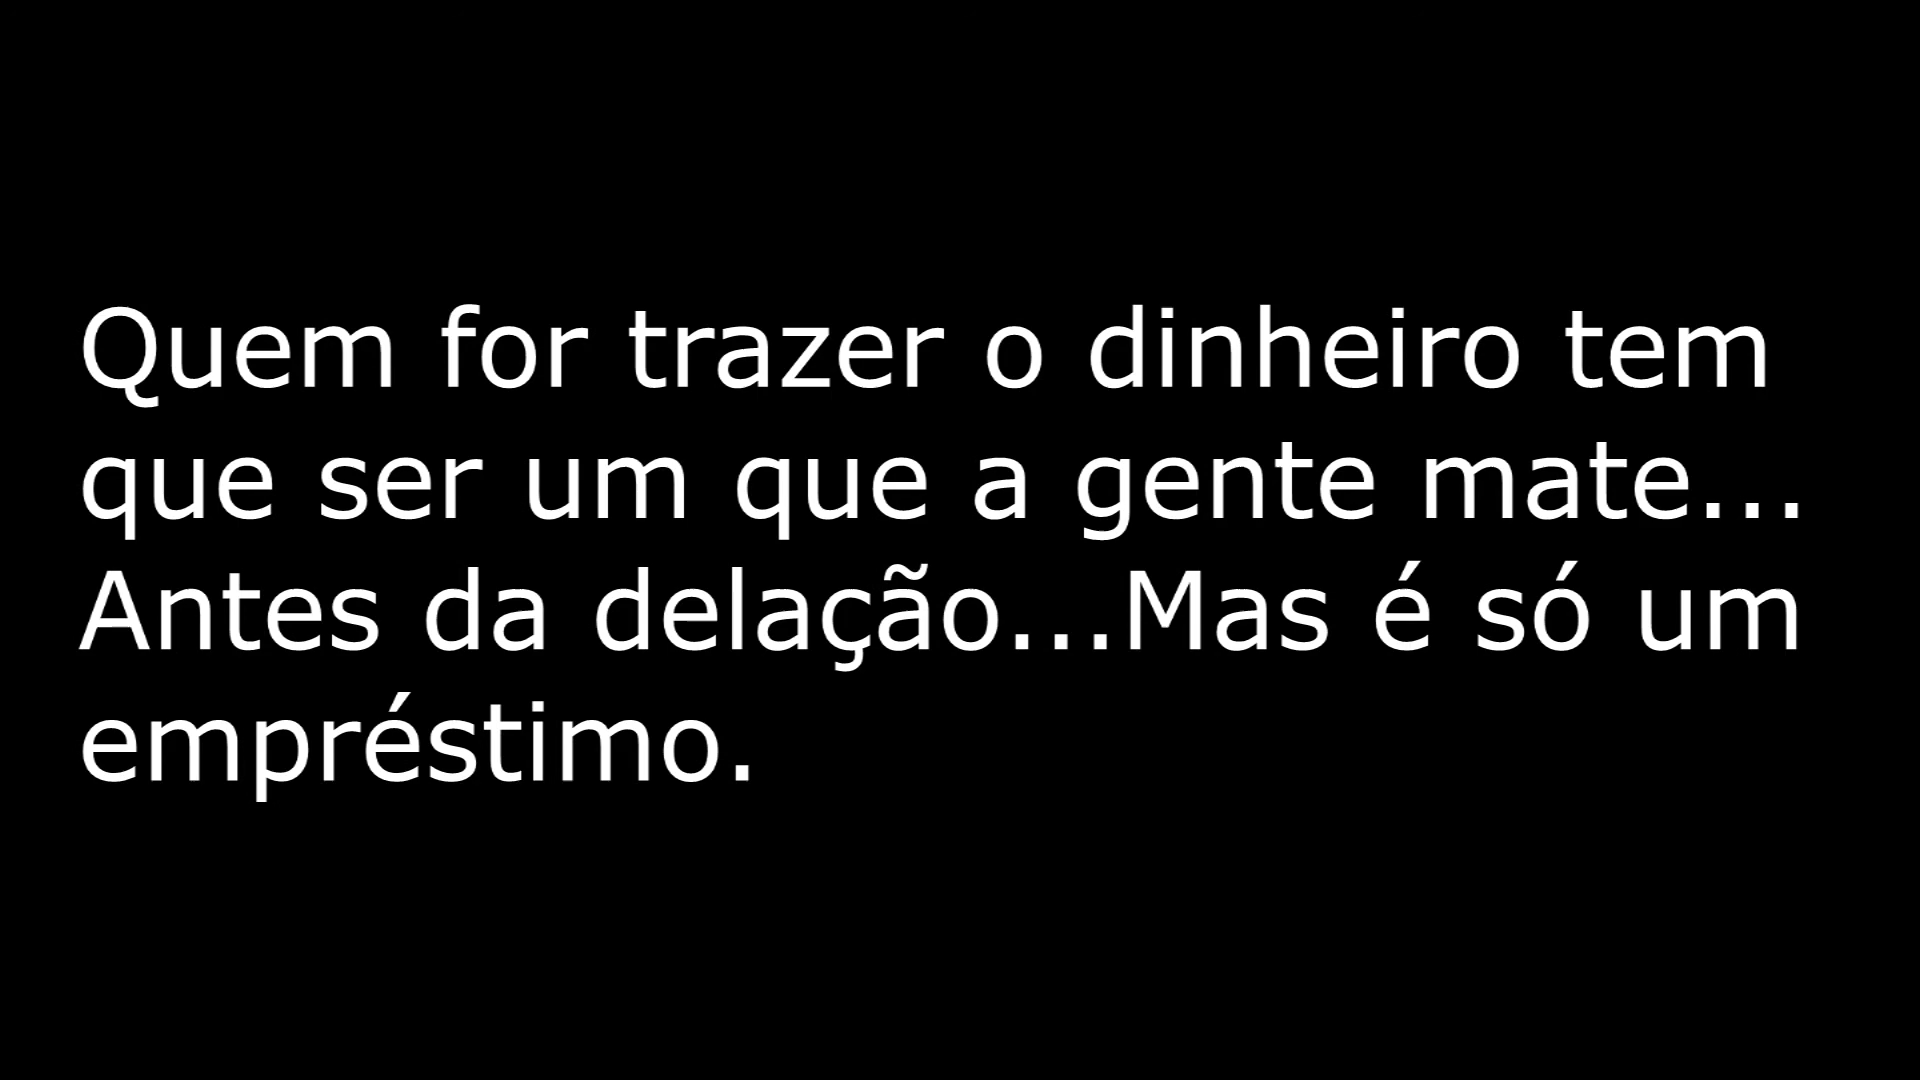 Quem for trazer o dinheiro tem
que ser um que a gente mate...
Antes da delação...Mas é só um
empréstimo.